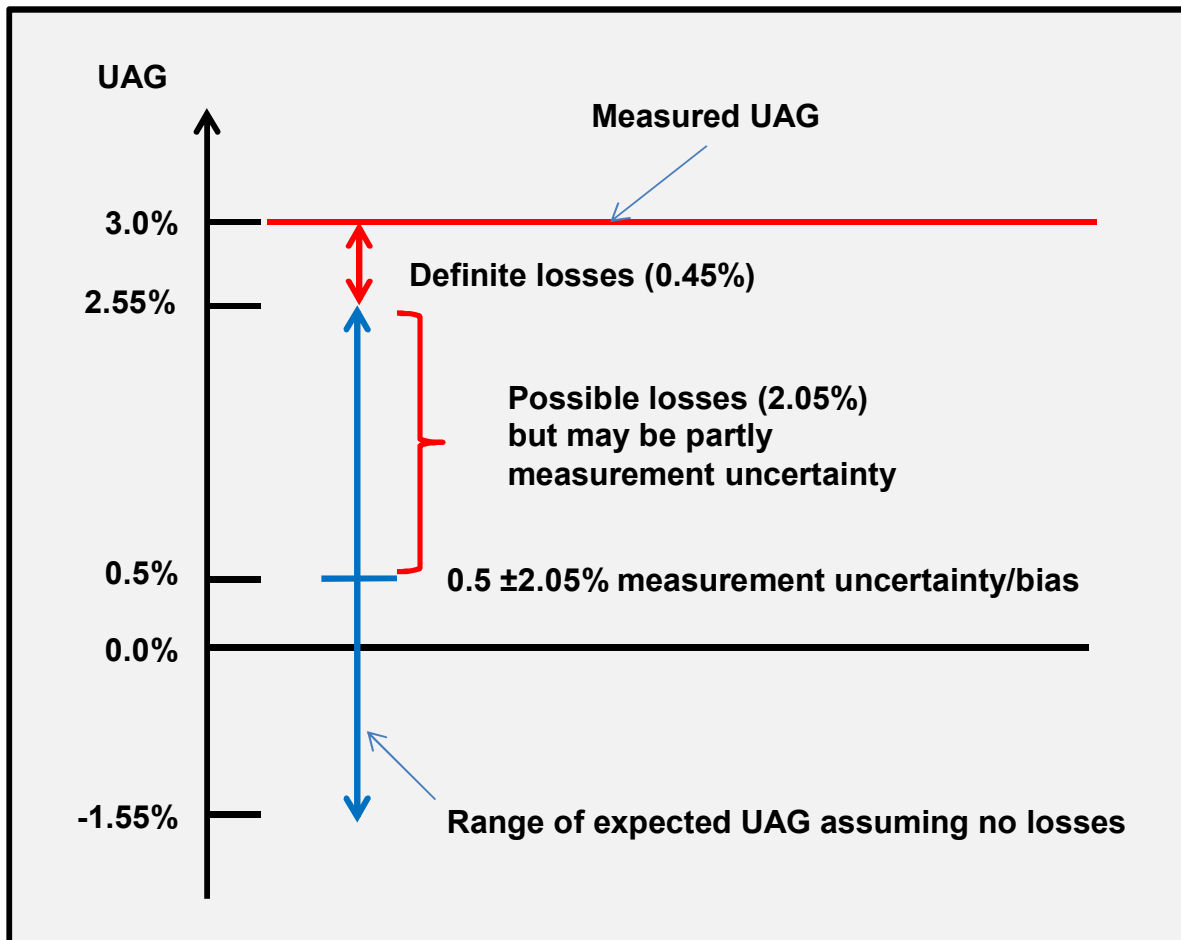 UAG
Measured UAG
3.0%
Definite losses (0.45%)
2.55%
Possible losses (2.05%)
but may be partly
measurement uncertainty
0.5%
0.5 ±2.05% measurement uncertainty/bias
0.0%
-1.55%
Range of expected UAG assuming no losses